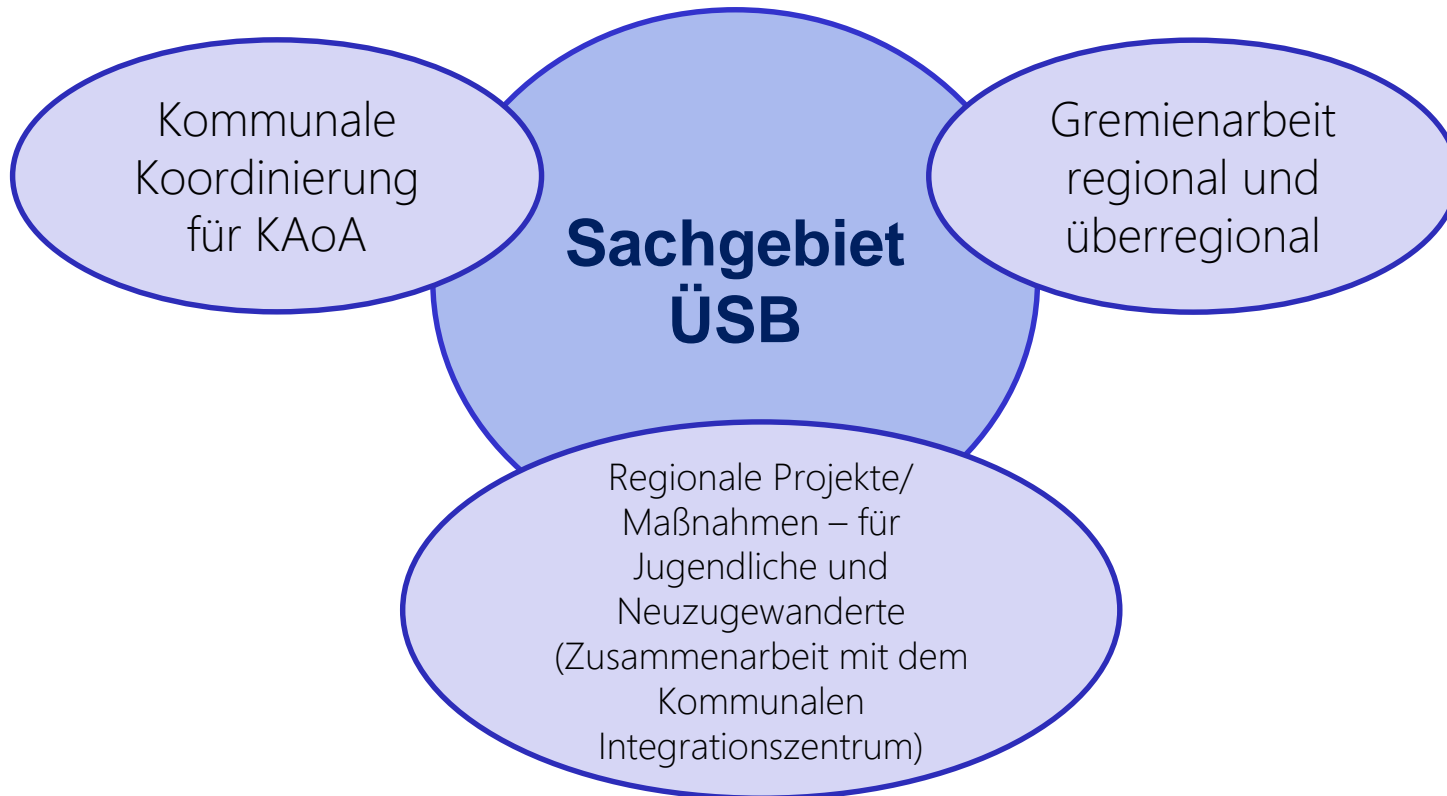 Kommunale
Koordinierung
für KAoA
Sachgebiet
ÜSB
Gremienarbeit
regional und
überregional
Regionale Projekte/
Maßnahmen – für
Jugendliche und
Neuzugewanderte
(Zusammenarbeit mit dem
Kommunalen
Integrationszentrum)